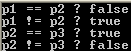 p1 == p2 ? false
p1 != p2 ? true
p2 == p3 ? true
p2 != p3 ? false